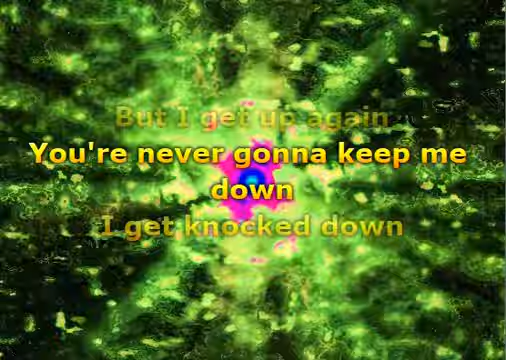 But I get up again
You're never gonna keep me
down
I get knocked down